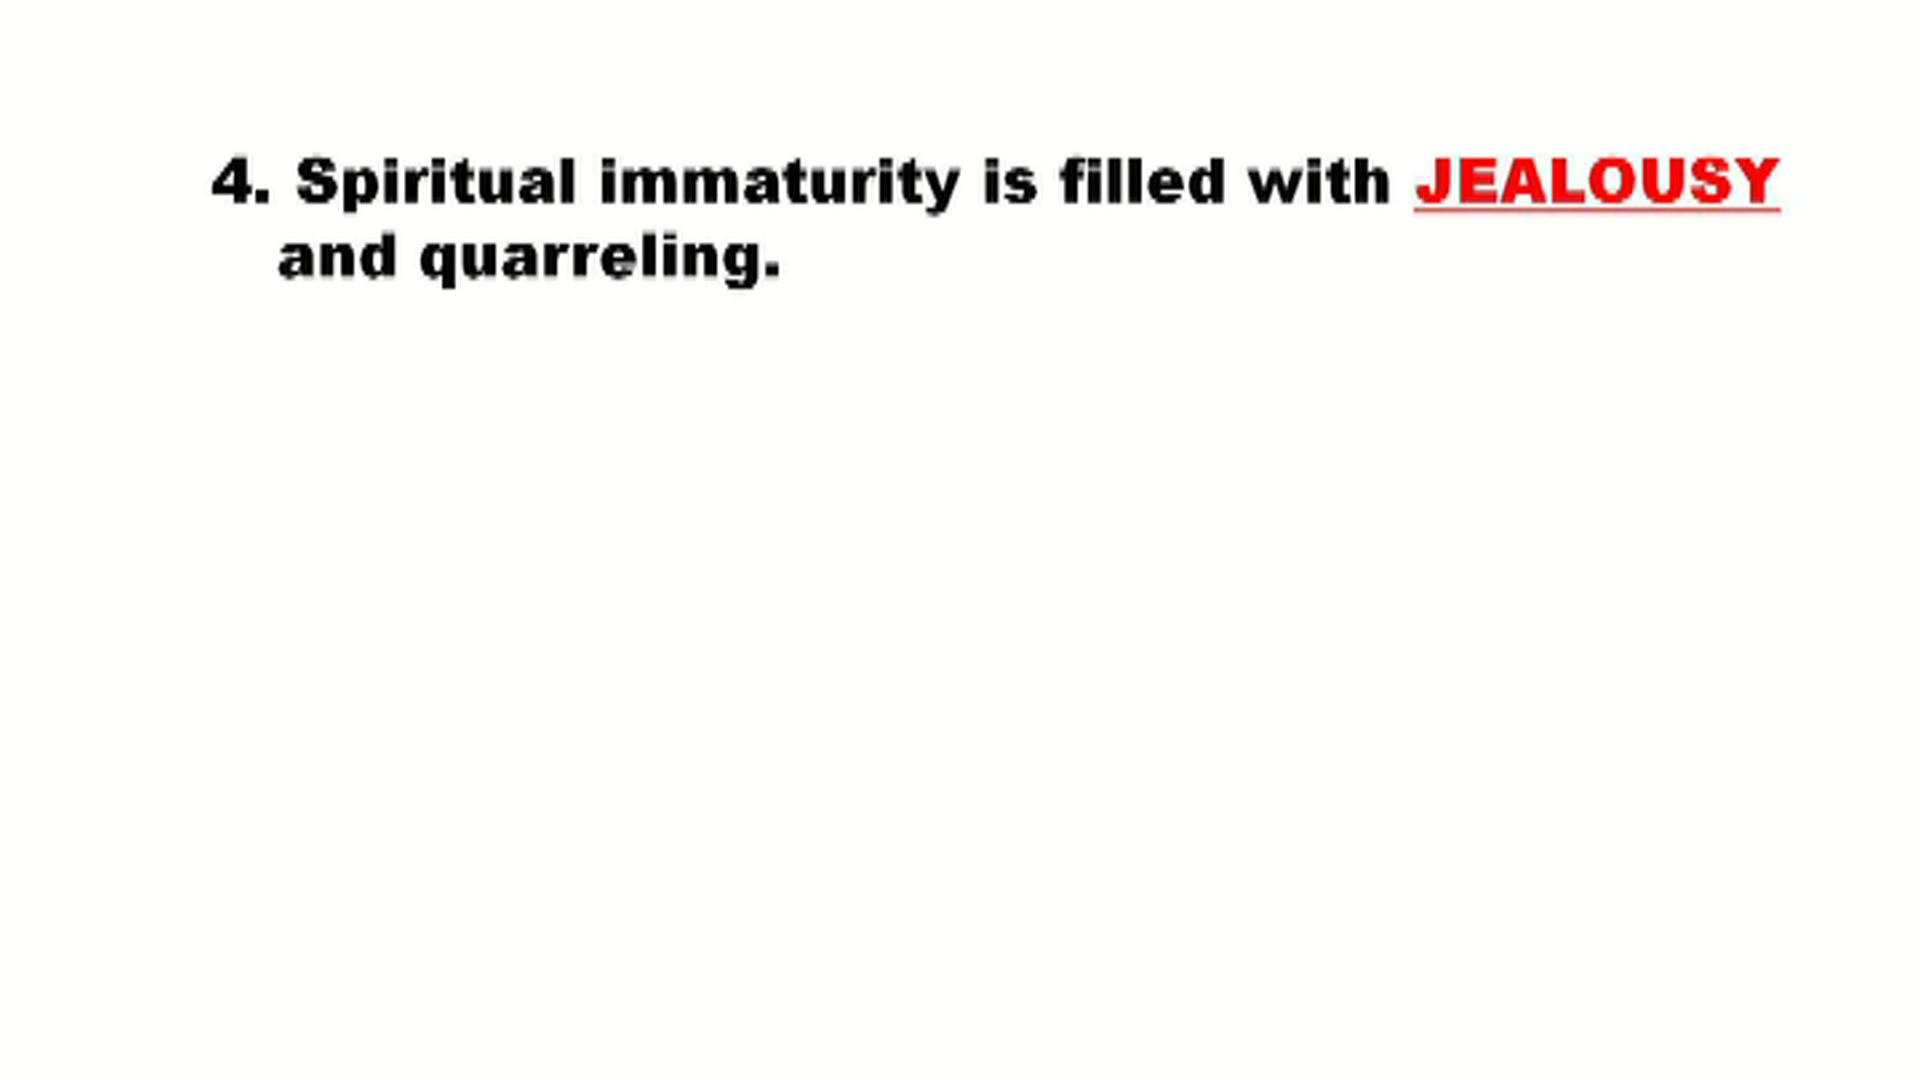 4. Spiritual immaturity is filled with JEALOUSY
and quarreling.